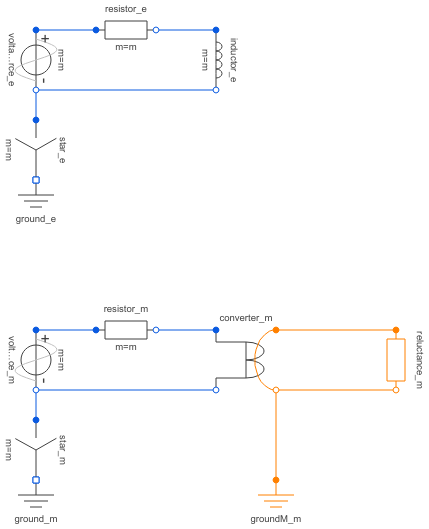 resistor_e
m=m
volta...rce_e
+
m=m
-
m=m
inductor_e
m=m
star_e
ground_e
resistor_m
m=m
converter_m
volt...ce_m
+
m=m
-
reluctance_m
m=m
star_m
ground_m
groundM_m